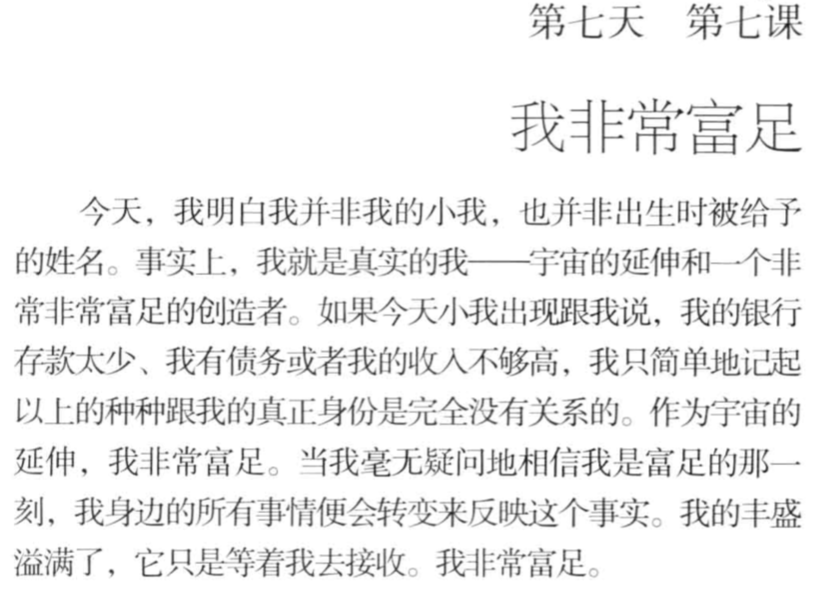 第七天　第七课
我非常富足
今天，我明白我并非我的小我，也并非出生时被给予
的姓名。事实上，我就是真实的我——宇宙的延伸和一个非
常非常富足的创造者。如果今天小我出现跟我说，我的银行
存款太少、我有债务或者我的收入不够高，我只简单地记起
以上的种种跟我的真正身份是完全没有关系的。作为宇宙的
延伸，我非常富足。当我毫无疑问地相信我是富足的那一
刻，我身边的所有事情便会转变来反映这个事实。我的丰盛
溢满了，它只是等着我去接收。我非常富足。